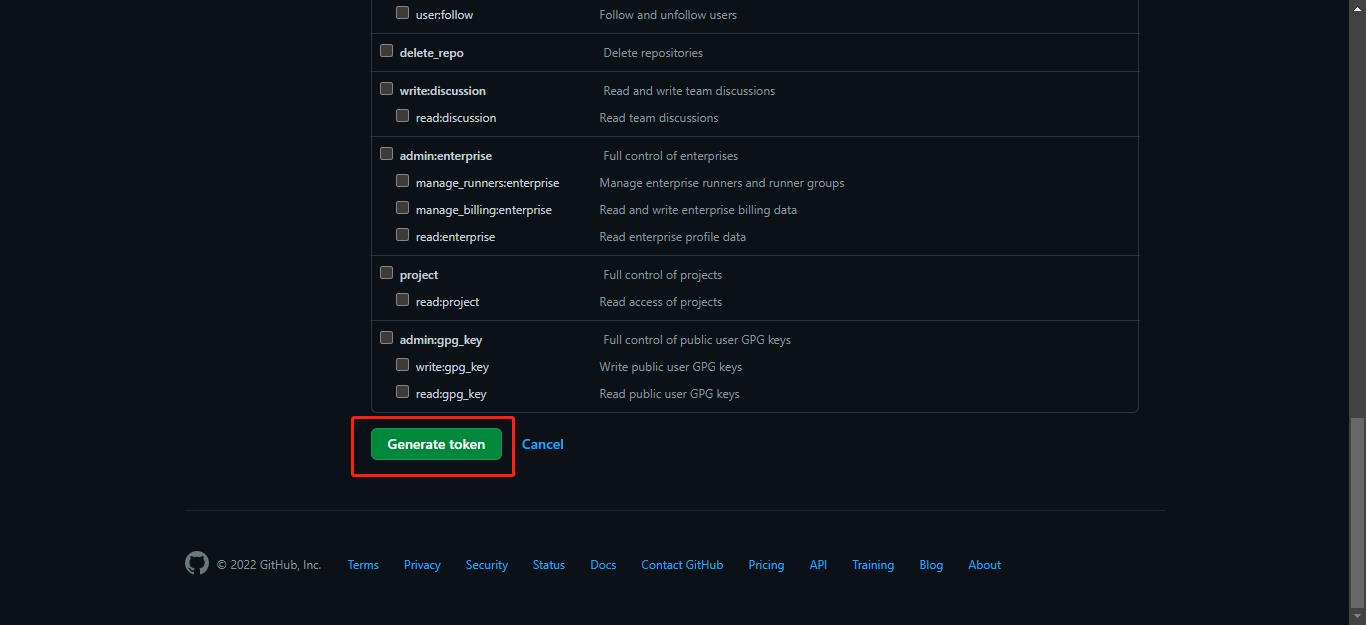 user:follow Follow and unfollow users
delete_repo Delete repositories
write:discussion Read and write team discussions
read:discussion Read team discussions
admin:enterprise Full control of enterprises
manage_runners:enterprise Manage enterprise runners and runner groups
manage_billing:enterprise Read and write enterprise billing data
read:enterprise Read enterprise profile data
project Full control of projects
read:project Read access of projects
admin:gpg_key Full control of public user GPG keys
write:gpg_key Write public user GPG keys
read:gpg_key Read public user GPG keys
Generate token Cancel
© 2022 GitHub, Inc. Terms Privacy Security Status Docs Contact GitHub Pricing API Training Blog About